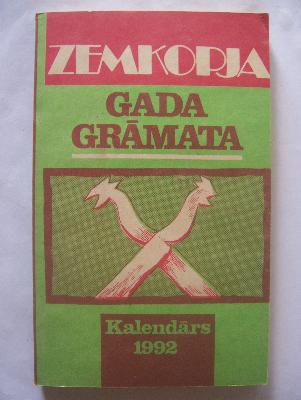 ZEMKOPJA
GADA
GRĀMATA
Kalendārs
1992